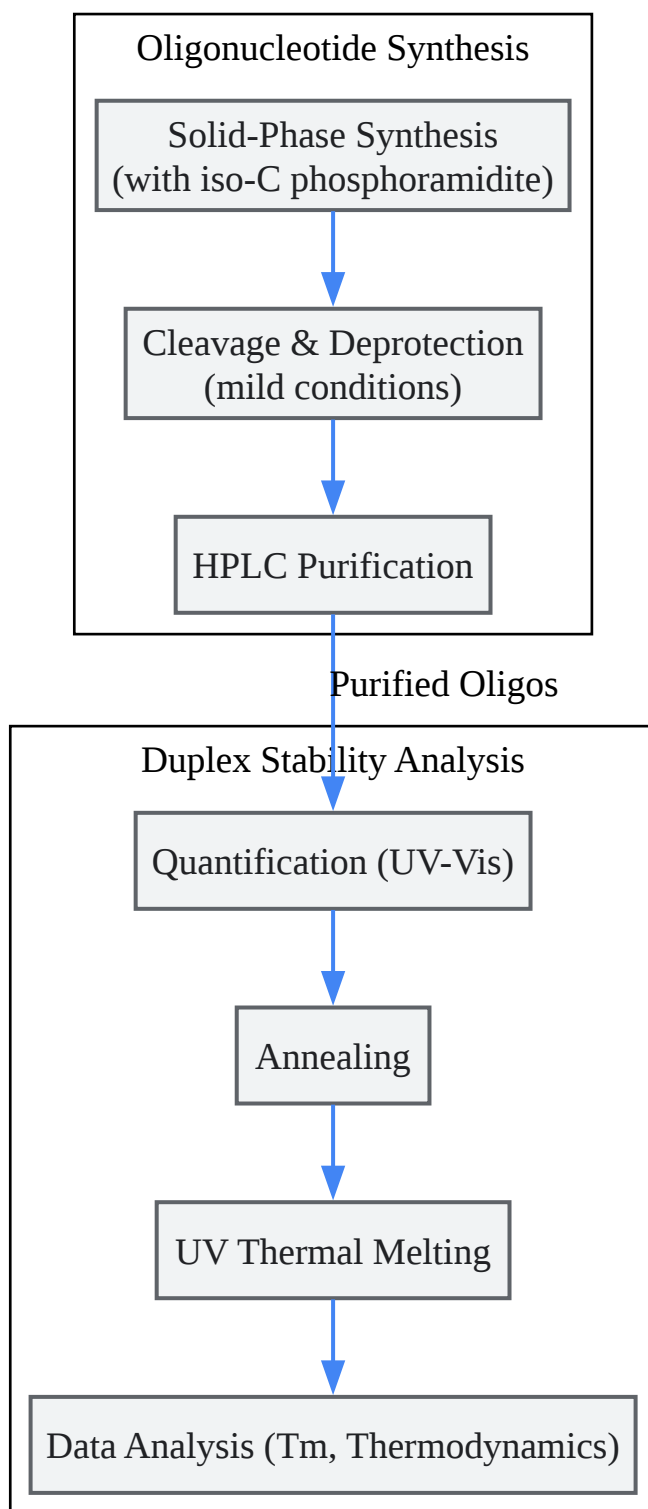 Oligonucleotide Synthesis
Solid-Phase Synthesis
(with iso-C phosphoramidite)
Cleavage & Deprotection
(mild conditions)
HPLC Purification
Purified Oligos
Duplex Stability Analysis
Quantification (UV-Vis)
Annealing
UV Thermal Melting
Data Analysis (Tm, Thermodynamics)